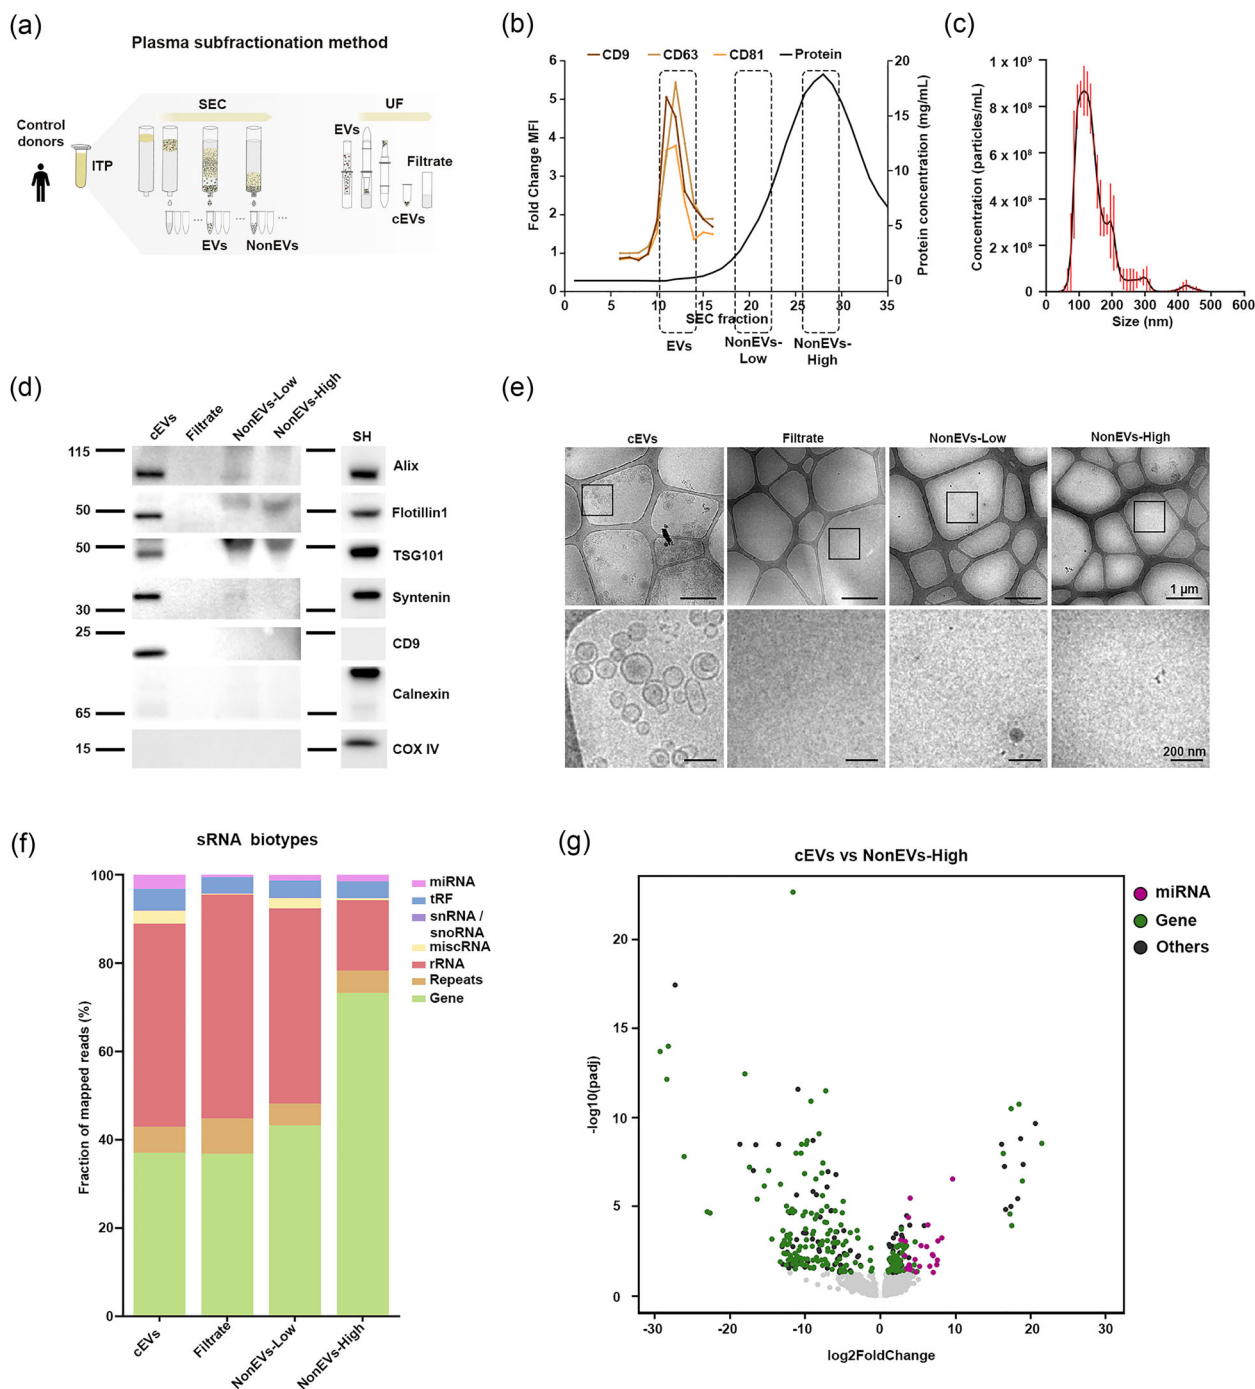 (a)
Plasma subfractionation method
SEC
UF
Control
donors
ITP
EVs
Filtrate
cEVs
EVs
NonEVs
(b)
CD9
CD63
CD81
Protein
Fold Change MFI
6
5
4
3
2
1
0
Protein concentration (mg/mL)
20
15
10
5
0
0
5
10
15
20
25
30
35
SEC fraction
EVs
NonEVs-
Low
NonEVs-
High
(c)
Concentration (particles/mL)
1 x 10⁹
8 x 10⁸
6 x 10⁸
4 x 10⁸
2 x 10⁸
0
0
100
200
300
400
500
600
Size (nm)
(d)
cEVs
Filtrate
NonEVs-Low
NonEVs-High
SH
115
Alix
50
Flotillin1
50
TSG101
Syntenin
30
25
CD9
Calnexin
65
15
COX IV
(e)
cEVs
Filtrate
NonEVs-Low
NonEVs-High
1 µm
200 nm
(f)
sRNA biotypes
Fraction of mapped reads (%)
100
80
60
40
20
0
cEVs
Filtrate
NonEVs-Low
NonEVs-High
miRNA
tRF
snRNA /
snoRNA
miscRNA
rRNA
Repeats
Gene
(g)
cEVs vs NonEVs-High
-log10(padj)
20
15
10
5
0
-30
-20
-10
0
10
20
30
log2FoldChange
miRNA
Gene
Others